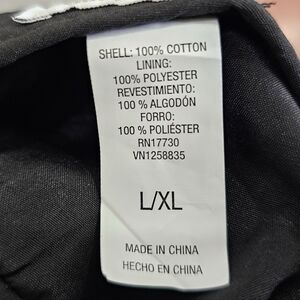 SHELL: 100% COTTON
LINING:
100% POLYESTER
REVESTIMIENTO:
100 % ALGODÓN
FORRO:
100 % POLIÉSTER
RN17730
VN1258835
L/XL
MADE IN CHINA
HECHO EN CHINA